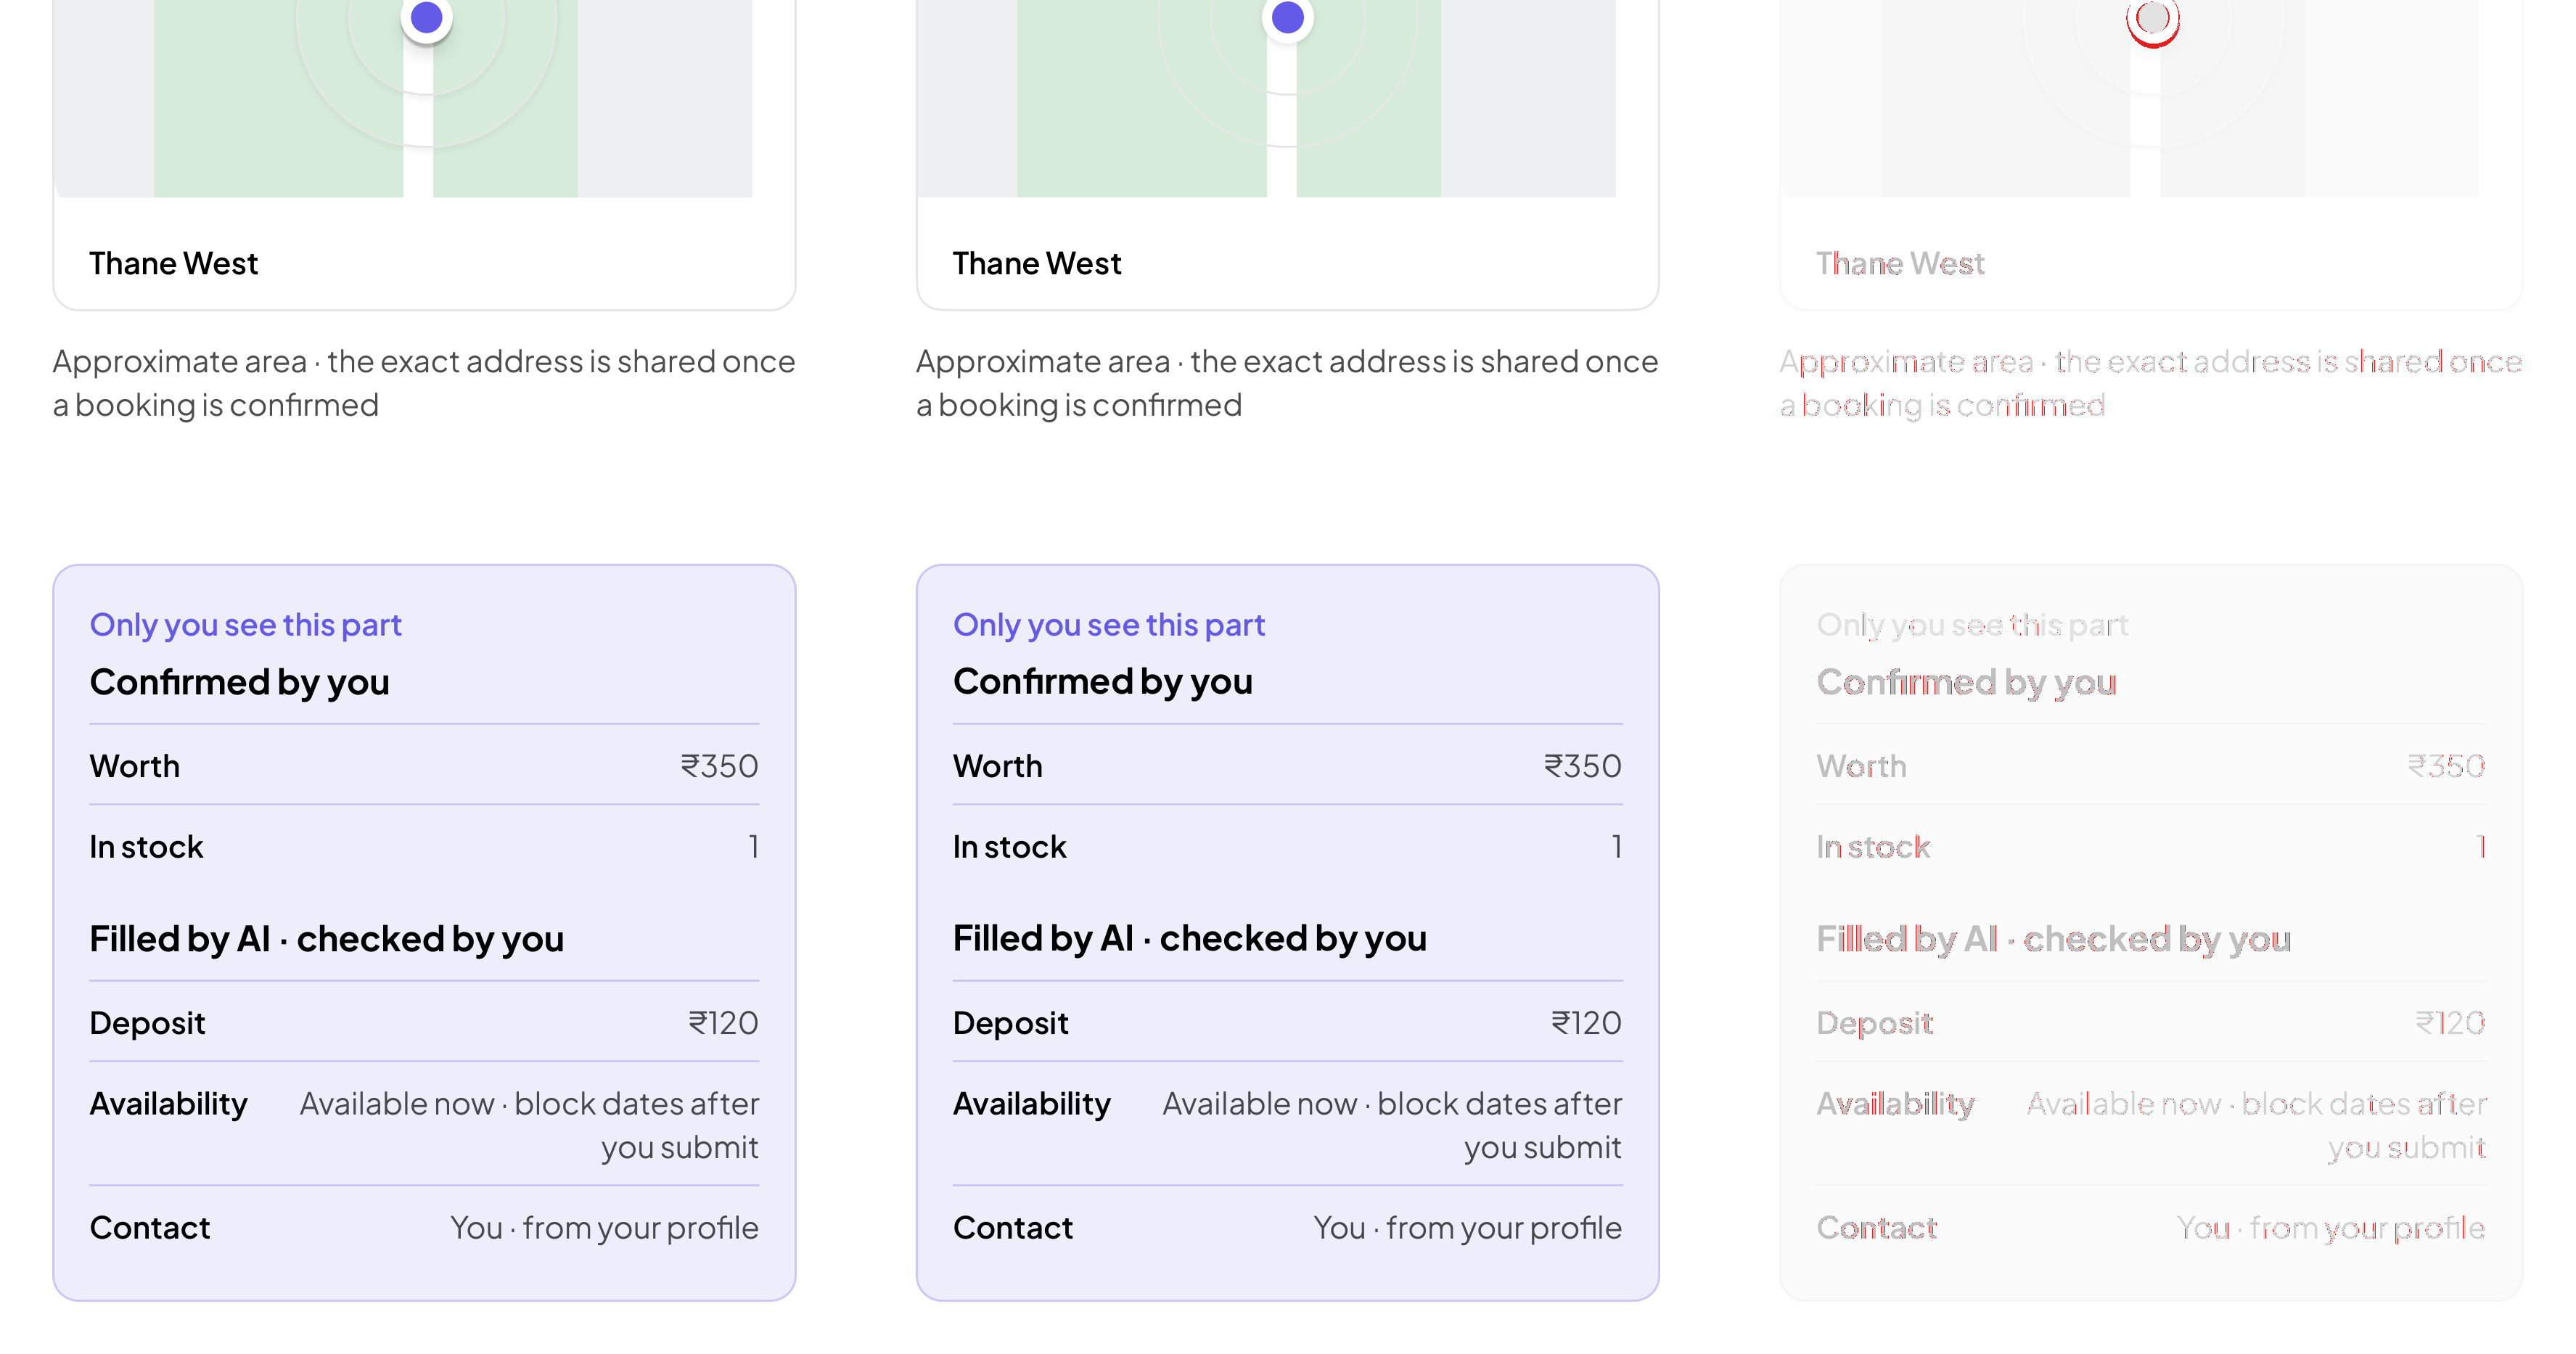 Thane West
Approximate area · the exact address is shared once
a booking is confirmed
Only you see this part
Confirmed by you
Worth ₹350
In stock 1
Filled by AI · checked by you
Deposit ₹120
Availability Available now · block dates after
you submit
Contact You · from your profile
Thane West
Approximate area · the exact address is shared once
a booking is confirmed
Only you see this part
Confirmed by you
Worth ₹350
In stock 1
Filled by AI · checked by you
Deposit ₹120
Availability Available now · block dates after
you submit
Contact You · from your profile
Thane West
Approximate area · the exact address is shared once
a booking is confirmed
Only you see this part
Confirmed by you
Worth ₹350
In stock 1
Filled by AI · checked by you
Deposit ₹120
Availability Available now · block dates after
you submit
Contact You · from your profile